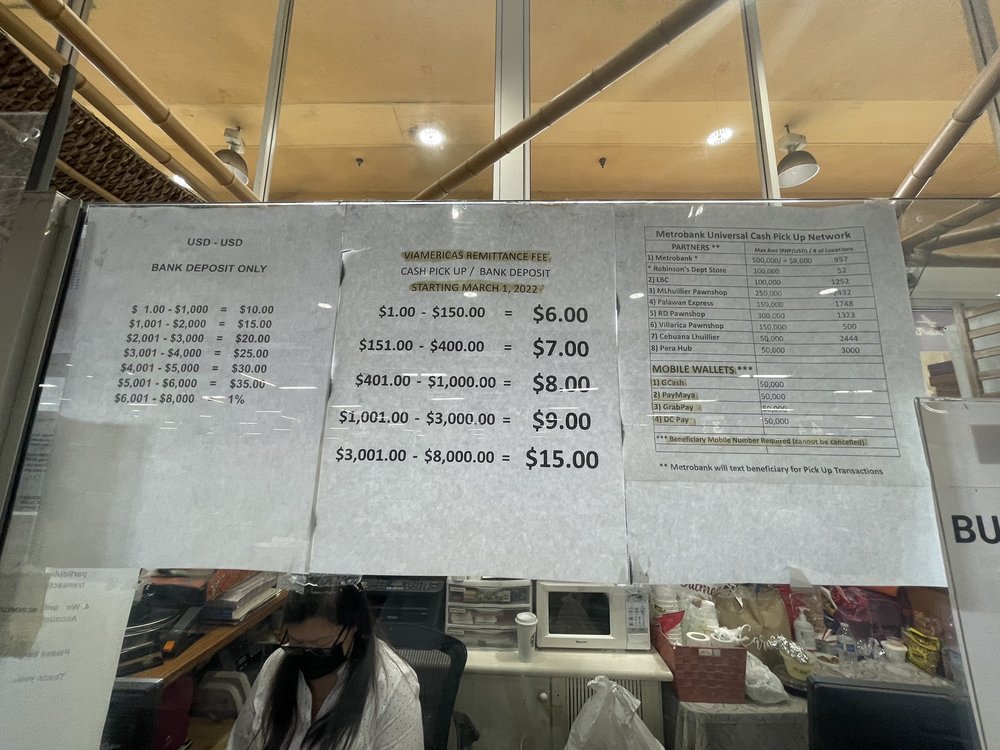 USD - USD
BANK DEPOSIT ONLY
$ 1.00 - $1,000 = $10.00
$1,001 - $2,000 = $15.00
$2,001 - $3,000 = $20.00
$3,001 - $4,000 = $25.00
$4,001 - $5,000 = $30.00
$5,001 - $6,000 = $35.00
$6,001 - $8,000 = 1%
VIAMERICAS REMITTANCE FEE
CASH PICK UP / BANK DEPOSIT
STARTING MARCH 1, 2022
$1.00 - $150.00 = $6.00
$151.00 - $400.00 = $7.00
$401.00 - $1,000.00 = $8.00
$1,001.00 - $3,000.00 = $9.00
$3,001.00 - $8,000.00 = $15.00
Metrobank Universal Cash Pick Up Network
PARTNERS ** Max Amt (PHP/USD) / # of Locations
1) Metrobank * 500,000/ = $8,000 957
* Robinson's Dept Store 100,000 52
2) LBC 100,000 1252
3) MLhuillier Pawnshop 250,000 2432
4) Palawan Express 150,000 1748
5) RD Pawnshop 300,000 1323
6) Villarica Pawnshop 150,000 500
7) Cebuana Lhuillier 50,000 2444
8) Pera Hub 50,000 3000
MOBILE WALLETS ***
1) GCash 50,000
2) PayMaya 50,000
3) GrabPay 50,000
4) DC Pay 50,000
*** Beneficiary Mobile Number Required (cannot be cancelled)
** Metrobank will text beneficiary for Pick Up Transactions
BU